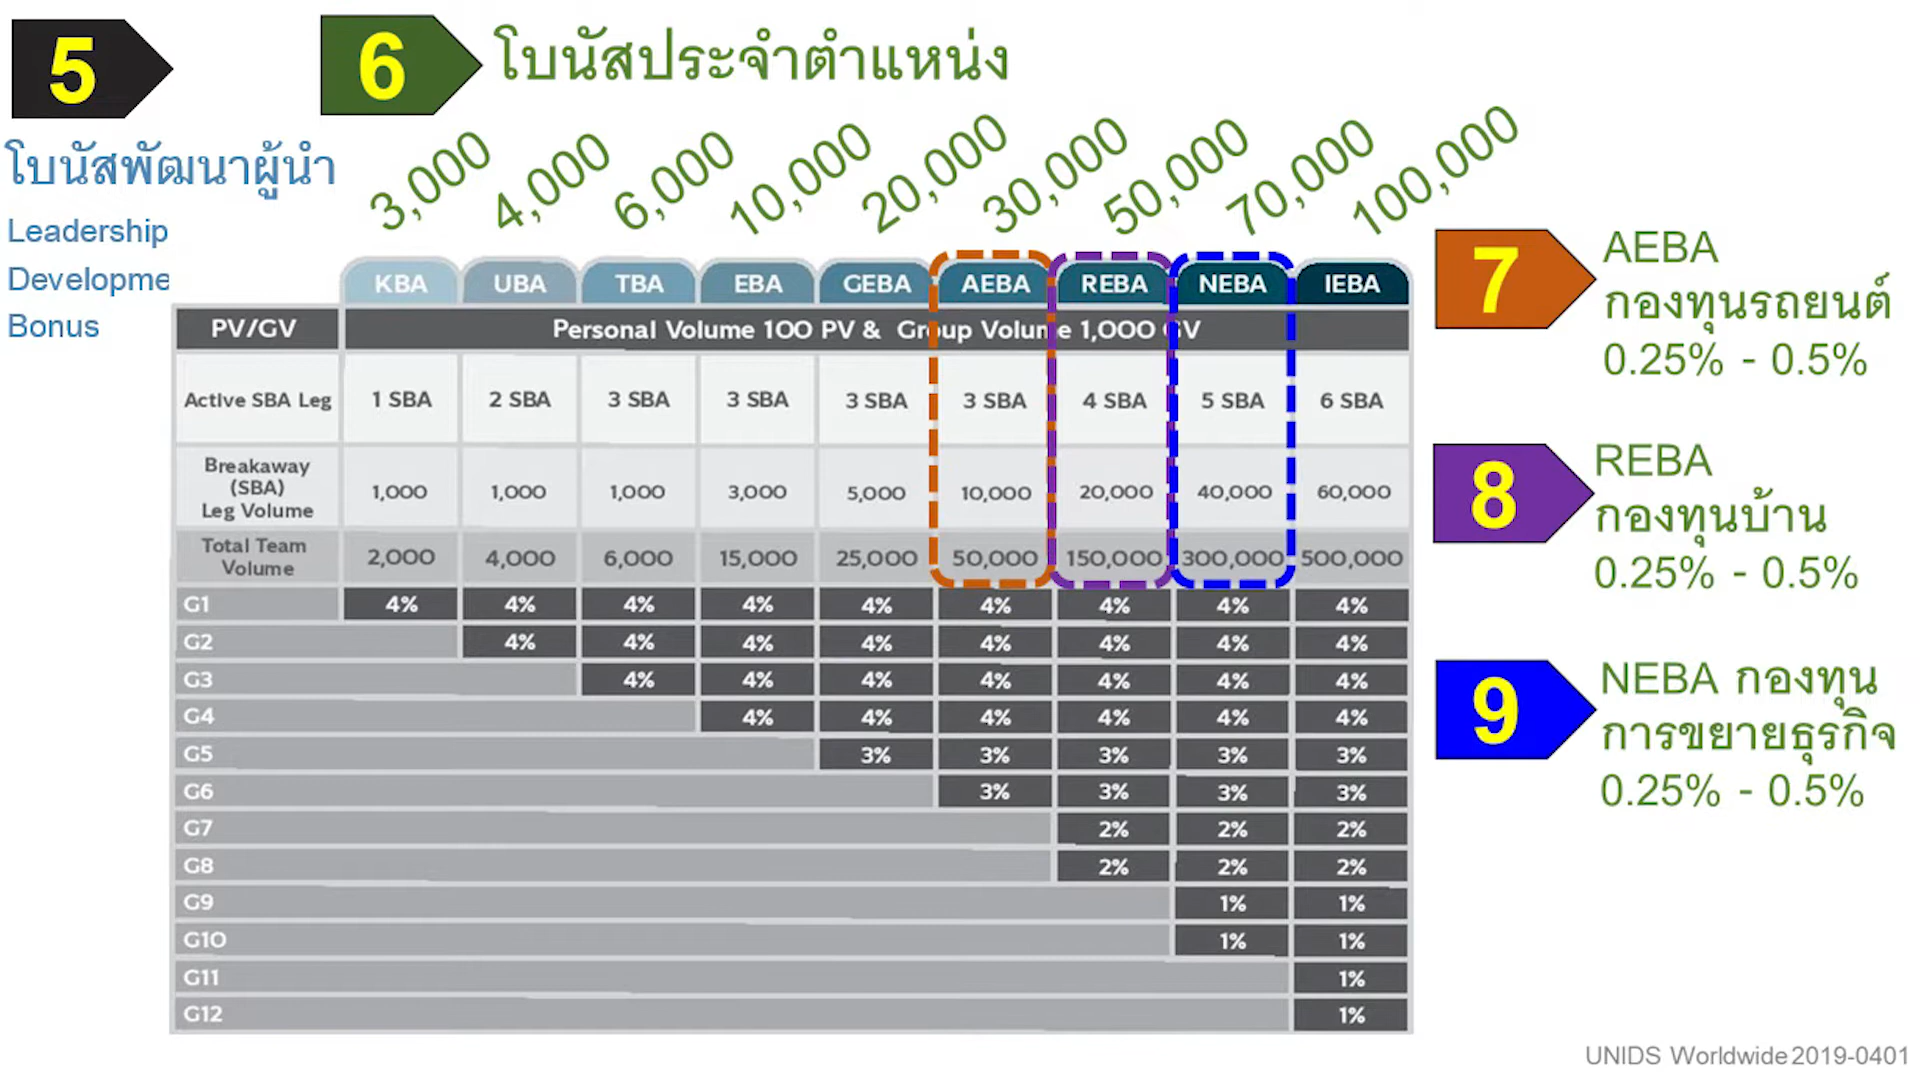 5
6
โบนัสประจำตำแหน่ง
โบนัสพัฒนาผู้นำ
Leadership
Developme
Bonus
3,000 4,000 6,000 10,000 20,000 30,000 50,000 70,000 100,000
KBA UBA TBA EBA GEBA AEBA REBA NEBA IEBA
PV/GV Personal Volume 100 PV & Group Volume 1,000 GV
Active SBA Leg 1 SBA 2 SBA 3 SBA 3 SBA 3 SBA 3 SBA 4 SBA 5 SBA 6 SBA
Breakaway
(SBA)
Leg Volume
1,000 1,000 1,000 3,000 5,000 10,000 20,000 40,000 60,000
Total Team
Volume
2,000 4,000 6,000 15,000 25,000 50,000 150,000 300,000 500,000
G1 4% 4% 4% 4% 4% 4% 4% 4% 4%
G2 4% 4% 4% 4% 4% 4% 4% 4%
G3 4% 4% 4% 4% 4% 4% 4%
G4 4% 4% 4% 4% 4% 4%
G5 3% 3% 3% 3% 3%
G6 3% 3% 3% 3%
G7 2% 2% 2%
G8 2% 2% 2%
G9 1% 1%
G10 1% 1%
G11 1%
G12 1%
7
AEBA
กองทุนรถยนต์
0.25% - 0.5%
8
REBA
กองทุนบ้าน
0.25% - 0.5%
9
NEBA กองทุน
การขยายธุรกิจ
0.25% - 0.5%
UNIDS Worldwide 2019-0401